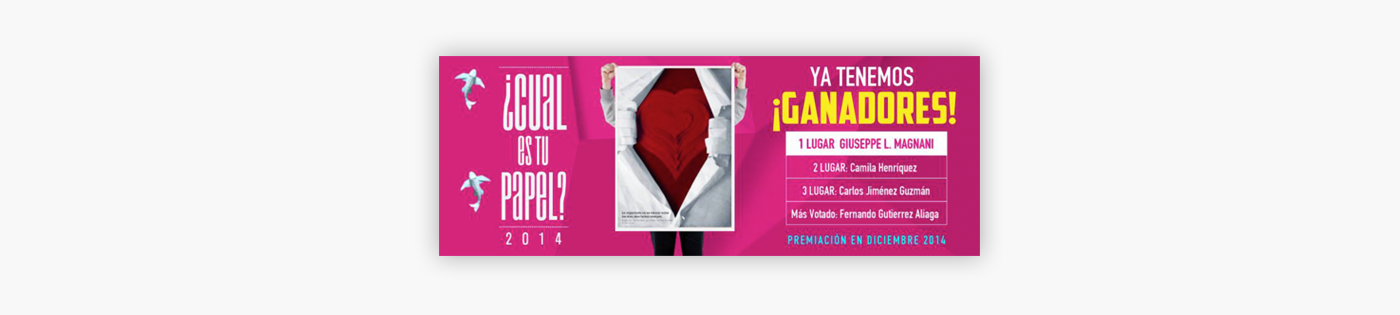 ¿CUAL
ES TU
PAPEL?
2014
YA TENEMOS
¡GANADORES!
1 LUGAR GIUSEPPE L. MAGNANI
2 LUGAR: Camila Henríquez
3 LUGAR: Carlos Jiménez Guzmán
Más Votado: Fernando Gutierrez Aliaga
PREMIACIÓN EN DICIEMBRE 2014